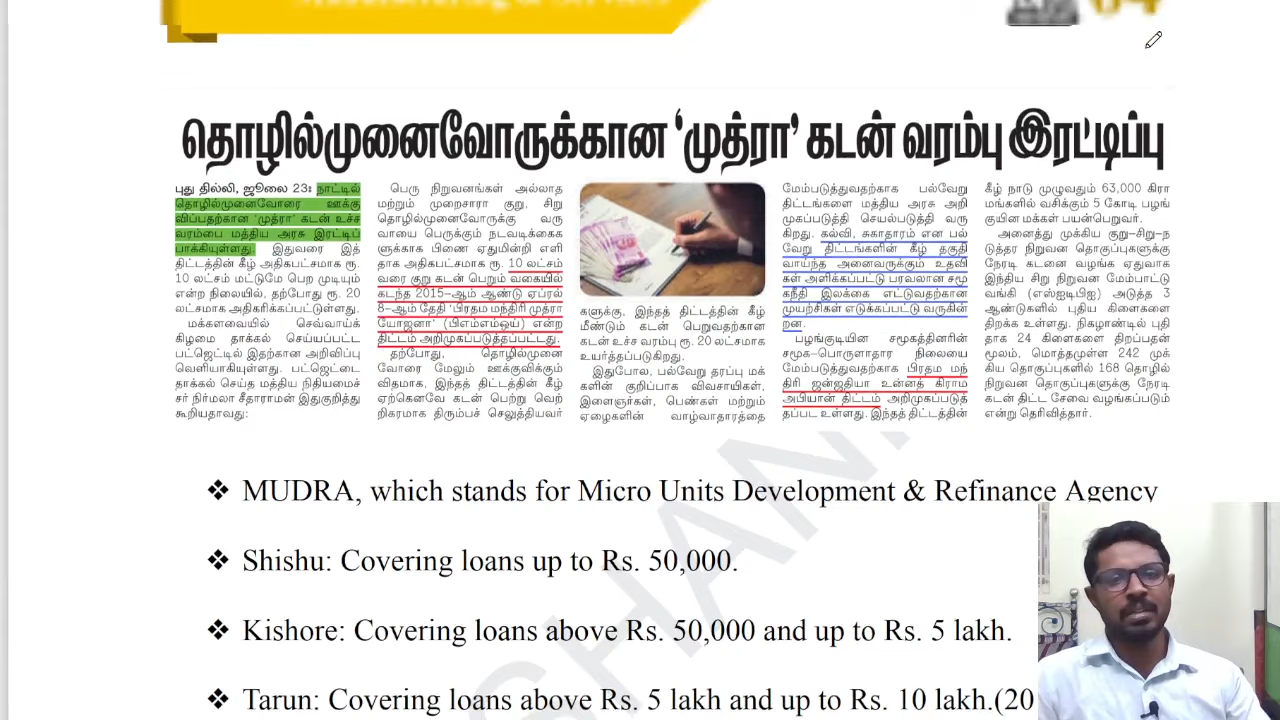 தொழில்முனைவோருக்கான ‘முத்ரா’ கடன் வரம்பு இரட்டிப்பு
புது தில்லி, ஜூலை 23: நாட்டில்
தொழில்முனைவோரை ஊக்கு
விப்பதற்கான 'முத்ரா' கடன் உச்ச
வரம்பை மத்திய அரசு இரட்டிப்
பாக்கியுள்ளது. இதுவரை இத்
திட்டத்தின் கீழ் அதிகபட்சமாக ரூ.
10 லட்சம் மட்டுமே பெற முடியும்
என்ற நிலையில், தற்போது ரூ. 20
லட்சமாக அதிகரிக்கப்பட்டுள்ளது.
மக்களவையில் செவ்வாய்க்
கிழமை தாக்கல் செய்யப்பட்ட
பட்ஜெட்டில் இதற்கான அறிவிப்பு
வெளியாகியுள்ளது. பட்ஜெட்டை
தாக்கல் செய்த மத்திய நிதியமைச்
சர் நிர்மலா சீதாராமன் இதுகுறித்து
கூறியதாவது:
பெரு நிறுவனங்கள் அல்லாத
மற்றும் முறைசாரா குறு, சிறு
தொழில்முனைவோருக்கு வரு
வாயை பெருக்கும் நடவடிக்கைக
ளுக்காக பிணை ஏதுமின்றி எளி
தாக அதிகபட்சமாக ரூ. 10 லட்சம்
வரை குறு கடன் பெறும் வகையில்
கடந்த 2015-ஆம் ஆண்டு ஏப்ரல்
8-ஆம் தேதி 'பிரதம மந்திரி முத்ரா
யோஜனா' (பிஎம்எம்ஒய்) என்ற
திட்டம் அறிமுகப்படுத்தப்பட்டது.
தற்போது, தொழில்முனை
வோரை மேலும் ஊக்குவிக்கும்
விதமாக, இந்தத் திட்டத்தின் கீழ்
ஏற்கெனவே கடன் பெற்று வெற்
றிகரமாக திரும்பச் செலுத்தியவர்
களுக்கு, இந்தத் திட்டத்தின் கீழ்
மீண்டும் கடன் பெறுவதற்கான
கடன் உச்ச வரம்பு ரூ. 20 லட்சமாக
உயர்த்தப்படுகிறது.
இதுபோல, பல்வேறு தரப்பு மக்
களின் குறிப்பாக விவசாயிகள்,
இளைஞர்கள், பெண்கள் மற்றும்
ஏழைகளின் வாழ்வாதாரத்தை
மேம்படுத்துவதற்காக பல்வேறு
திட்டங்களை மத்திய அரசு அறி
முகப்படுத்தி செயல்படுத்தி வரு
கிறது. கல்வி, சுகாதாரம் என பல்
வேறு திட்டங்களின் கீழ் தகுதி
வாய்ந்த அனைவருக்கும் உதவி
கள் அளிக்கப்பட்டு பரவலான சமூ
கநீதி இலக்கை எட்டுவதற்கான
முயற்சிகள் எடுக்கப்பட்டு வருகின்
றன.
பழங்குடியின சமூகத்தினரின்
சமூக-பொருளாதார நிலையை
மேம்படுத்துவதற்காக பிரதம மந்
திரி ஜன்ஜதியா உன்னத் கிராம
அபியான் திட்டம் அறிமுகப்படுத்
தப்பட உள்ளது. இந்தத் திட்டத்தின்
கீழ் நாடு முழுவதும் 63,000 கிரா
மங்களில் வசிக்கும் 5 கோடி பழங்
குயின மக்கள் பயன்பெறுவர்.
அனைத்து முக்கிய குறு-சிறு-ந
டுத்தர நிறுவன தொகுப்புகளுக்கு
நேரடி கடனை வழங்க ஏதுவாக
இந்திய சிறு நிறுவன மேம்பாட்டு
வங்கி (எஸ்ஐடிபிஐ) அடுத்த 3
ஆண்டுகளில் புதிய கிளைகளை
திறக்க உள்ளது. நிகழாண்டில் புதி
தாக 24 கிளைகளை திறப்பதன்
மூலம், மொத்தமுள்ள 242 முக்
கிய தொகுப்புகளில் 168 தொழில்
நிறுவன தொகுப்புகளுக்கு நேரடி
கடன் திட்ட சேவை வழங்கப்படும்
என்று தெரிவித்தார்.
❖ MUDRA, which stands for Micro Units Development & Refinance Agency
❖ Shishu: Covering loans up to Rs. 50,000.
❖ Kishore: Covering loans above Rs. 50,000 and up to Rs. 5 lakh.
❖ Tarun: Covering loans above Rs. 5 lakh and up to Rs. 10 lakh.(20